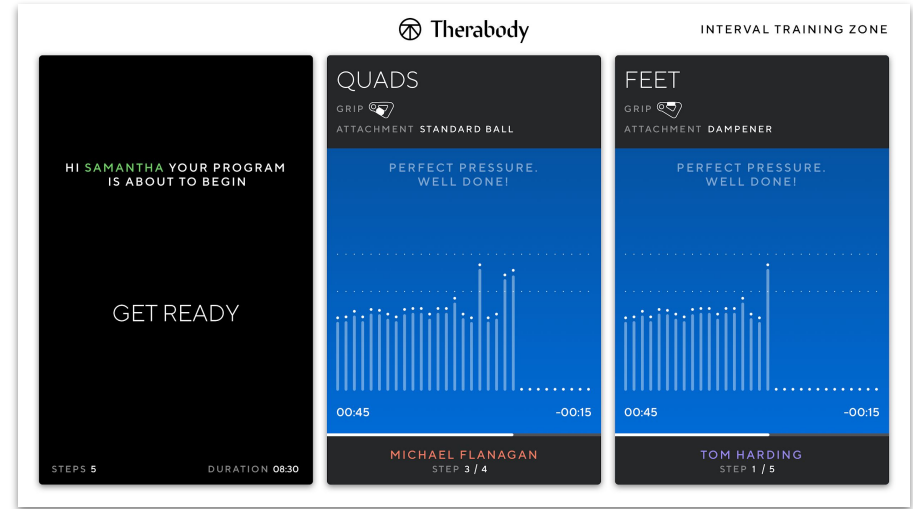 Therabody
INTERVAL TRAINING ZONE
HI SAMANTHA YOUR PROGRAM
IS ABOUT TO BEGIN
GET READY
STEPS 5
DURATION 08:30
QUADS
GRIP
ATTACHMENT STANDARD BALL
PERFECT PRESSURE.
WELL DONE!
00:45
-00:15
MICHAEL FLANAGAN
STEP 3 / 4
FEET
GRIP
ATTACHMENT DAMPENER
PERFECT PRESSURE.
WELL DONE!
00:45
-00:15
TOM HARDING
STEP 1 / 5